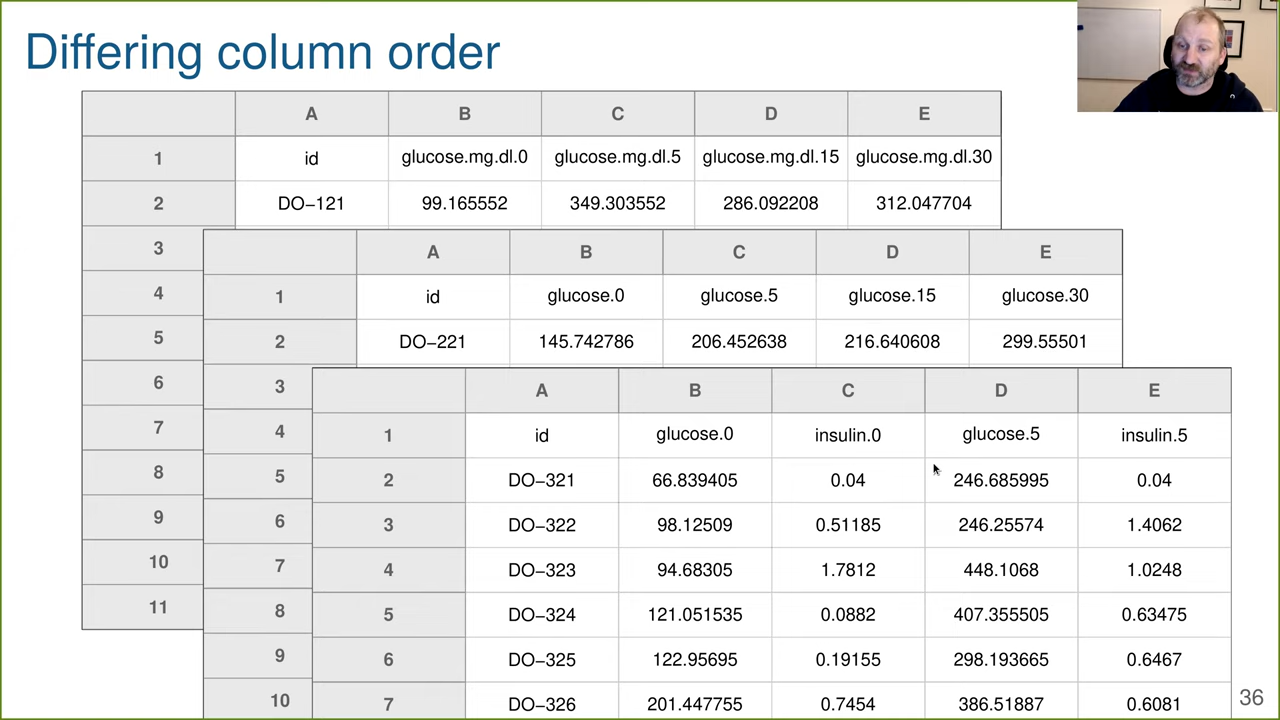 Differing column order
A B C D E
1 id glucose.mg.dl.0 glucose.mg.dl.5 glucose.mg.dl.15 glucose.mg.dl.30
2 DO−121 99.165552 349.303552 286.092208 312.047704
3
4
5
6
7
8
9
10
11
A B C D E
1 id glucose.0 glucose.5 glucose.15 glucose.30
2 DO−221 145.742786 206.452638 216.640608 299.55501
3
4
5
6
7
8
9
10
A B C D E
1 id glucose.0 insulin.0 glucose.5 insulin.5
2 DO−321 66.839405 0.04 246.685995 0.04
3 DO−322 98.12509 0.51185 246.25574 1.4062
4 DO−323 94.68305 1.7812 448.1068 1.0248
5 DO−324 121.051535 0.0882 407.355505 0.63475
6 DO−325 122.95695 0.19155 298.193665 0.6467
7 DO−326 201.447755 0.7454 386.51887 0.6081
36